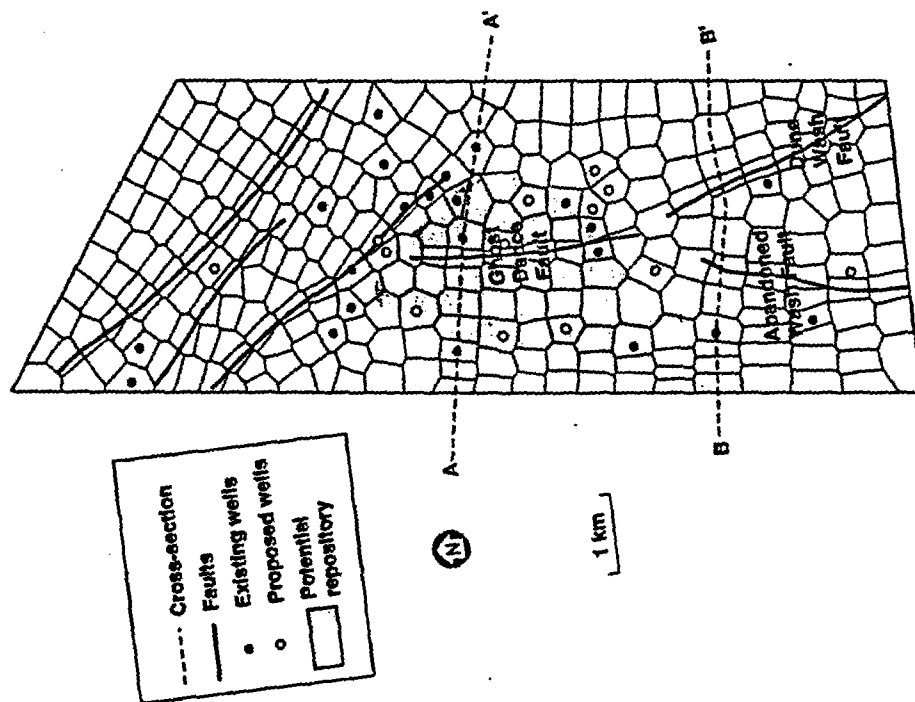 Cross-section
Faults
Existing wells
Proposed wells
Potential
repository
N
1 km
A
A'
B
B'
Ghost
Dance
Fault
Abandoned
Wash Fault
Dune
Wash
Fault